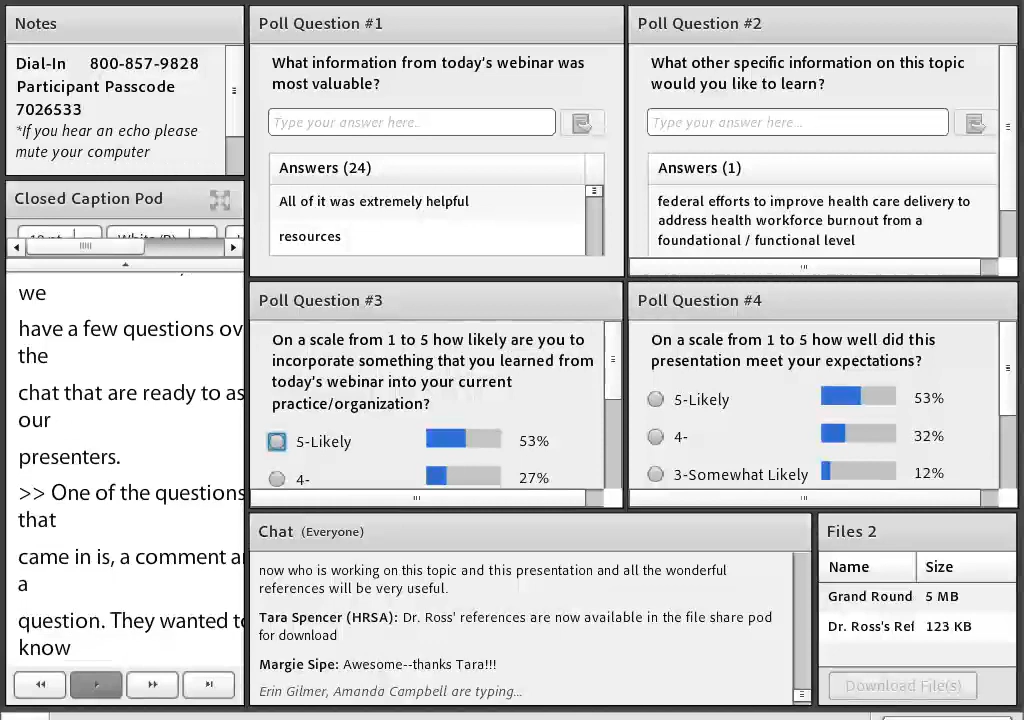 Notes
Dial-In 800-857-9828
Participant Passcode
7026533
*If you hear an echo please
mute your computer
Closed Caption Pod
we
have a few questions ov
the
chat that are ready to as
our
presenters.
>> One of the questions
that
came in is, a comment an
a
question. They wanted to
know
Poll Question #1
What information from today's webinar was
most valuable?
Type your answer here...
Answers (24)
All of it was extremely helpful
resources
Poll Question #2
What other specific information on this topic
would you like to learn?
Type your answer here...
Answers (1)
federal efforts to improve health care delivery to
address health workforce burnout from a
foundational / functional level
Poll Question #3
On a scale from 1 to 5 how likely are you to
incorporate something that you learned from
today's webinar into your current
practice/organization?
5-Likely 53%
4- 27%
Poll Question #4
On a scale from 1 to 5 how well did this
presentation meet your expectations?
5-Likely 53%
4- 32%
3-Somewhat Likely 12%
Chat (Everyone)
now who is working on this topic and this presentation and all the wonderful
references will be very useful.
Tara Spencer (HRSA): Dr. Ross' references are now available in the file share pod
for download
Margie Sipe: Awesome--thanks Tara!!!
Erin Gilmer, Amanda Campbell are typing...
Files 2
Name Size
Grand Round 5 MB
Dr. Ross's Ref 123 KB
Download File(s)